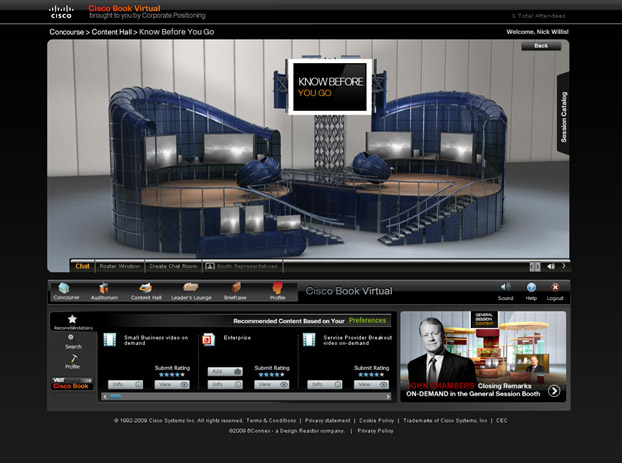 CISCO
Cisco Book Virtual
brought to you by Corporate Positioning
1 Total Attendees
Concourse > Content Hall > Know Before You Go
Welcome, Nick Willis!
Back
KNOW BEFORE
YOU GO
Session Catalog
Chat
Roster Window
Create Chat Room
Booth Representatives
Concourse
Auditorium
Content Hall
Leader's Lounge
Briefcase
Profile
Cisco Book Virtual
Sound
Help
Logout
Recommendations
Search
Profile
VISIT
Cisco Book
Recommended Content Based on Your Preferences
Small Business video on demand
Submit Rating
Info
View
Enterprise
Add
Submit Rating
Info
View
Service Provider Breakout video on-demand
Submit Rating
Info
View
GENERAL
SESSION
CONTENT
JOHN CHAMBERS' Closing Remarks
ON-DEMAND in the General Session Booth
© 1992-2009 Cisco Systems Inc. All rights reserved. Terms & Conditions | Privacy statement | Cookie Policy | Trademarks of Cisco Systems, Inc | CEC
©2009 6Connex - a Design Reactor company. | Privacy Policy